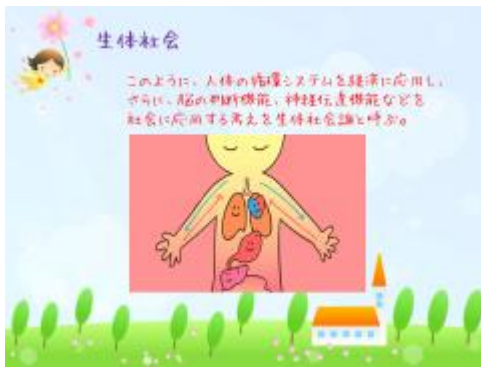 生体社会
このように、人体の循環システムを経済に応用し、
さらに、脳の判断機能、神経伝達機能などを
社会に応用する考えを生体社会論と呼ぶ。